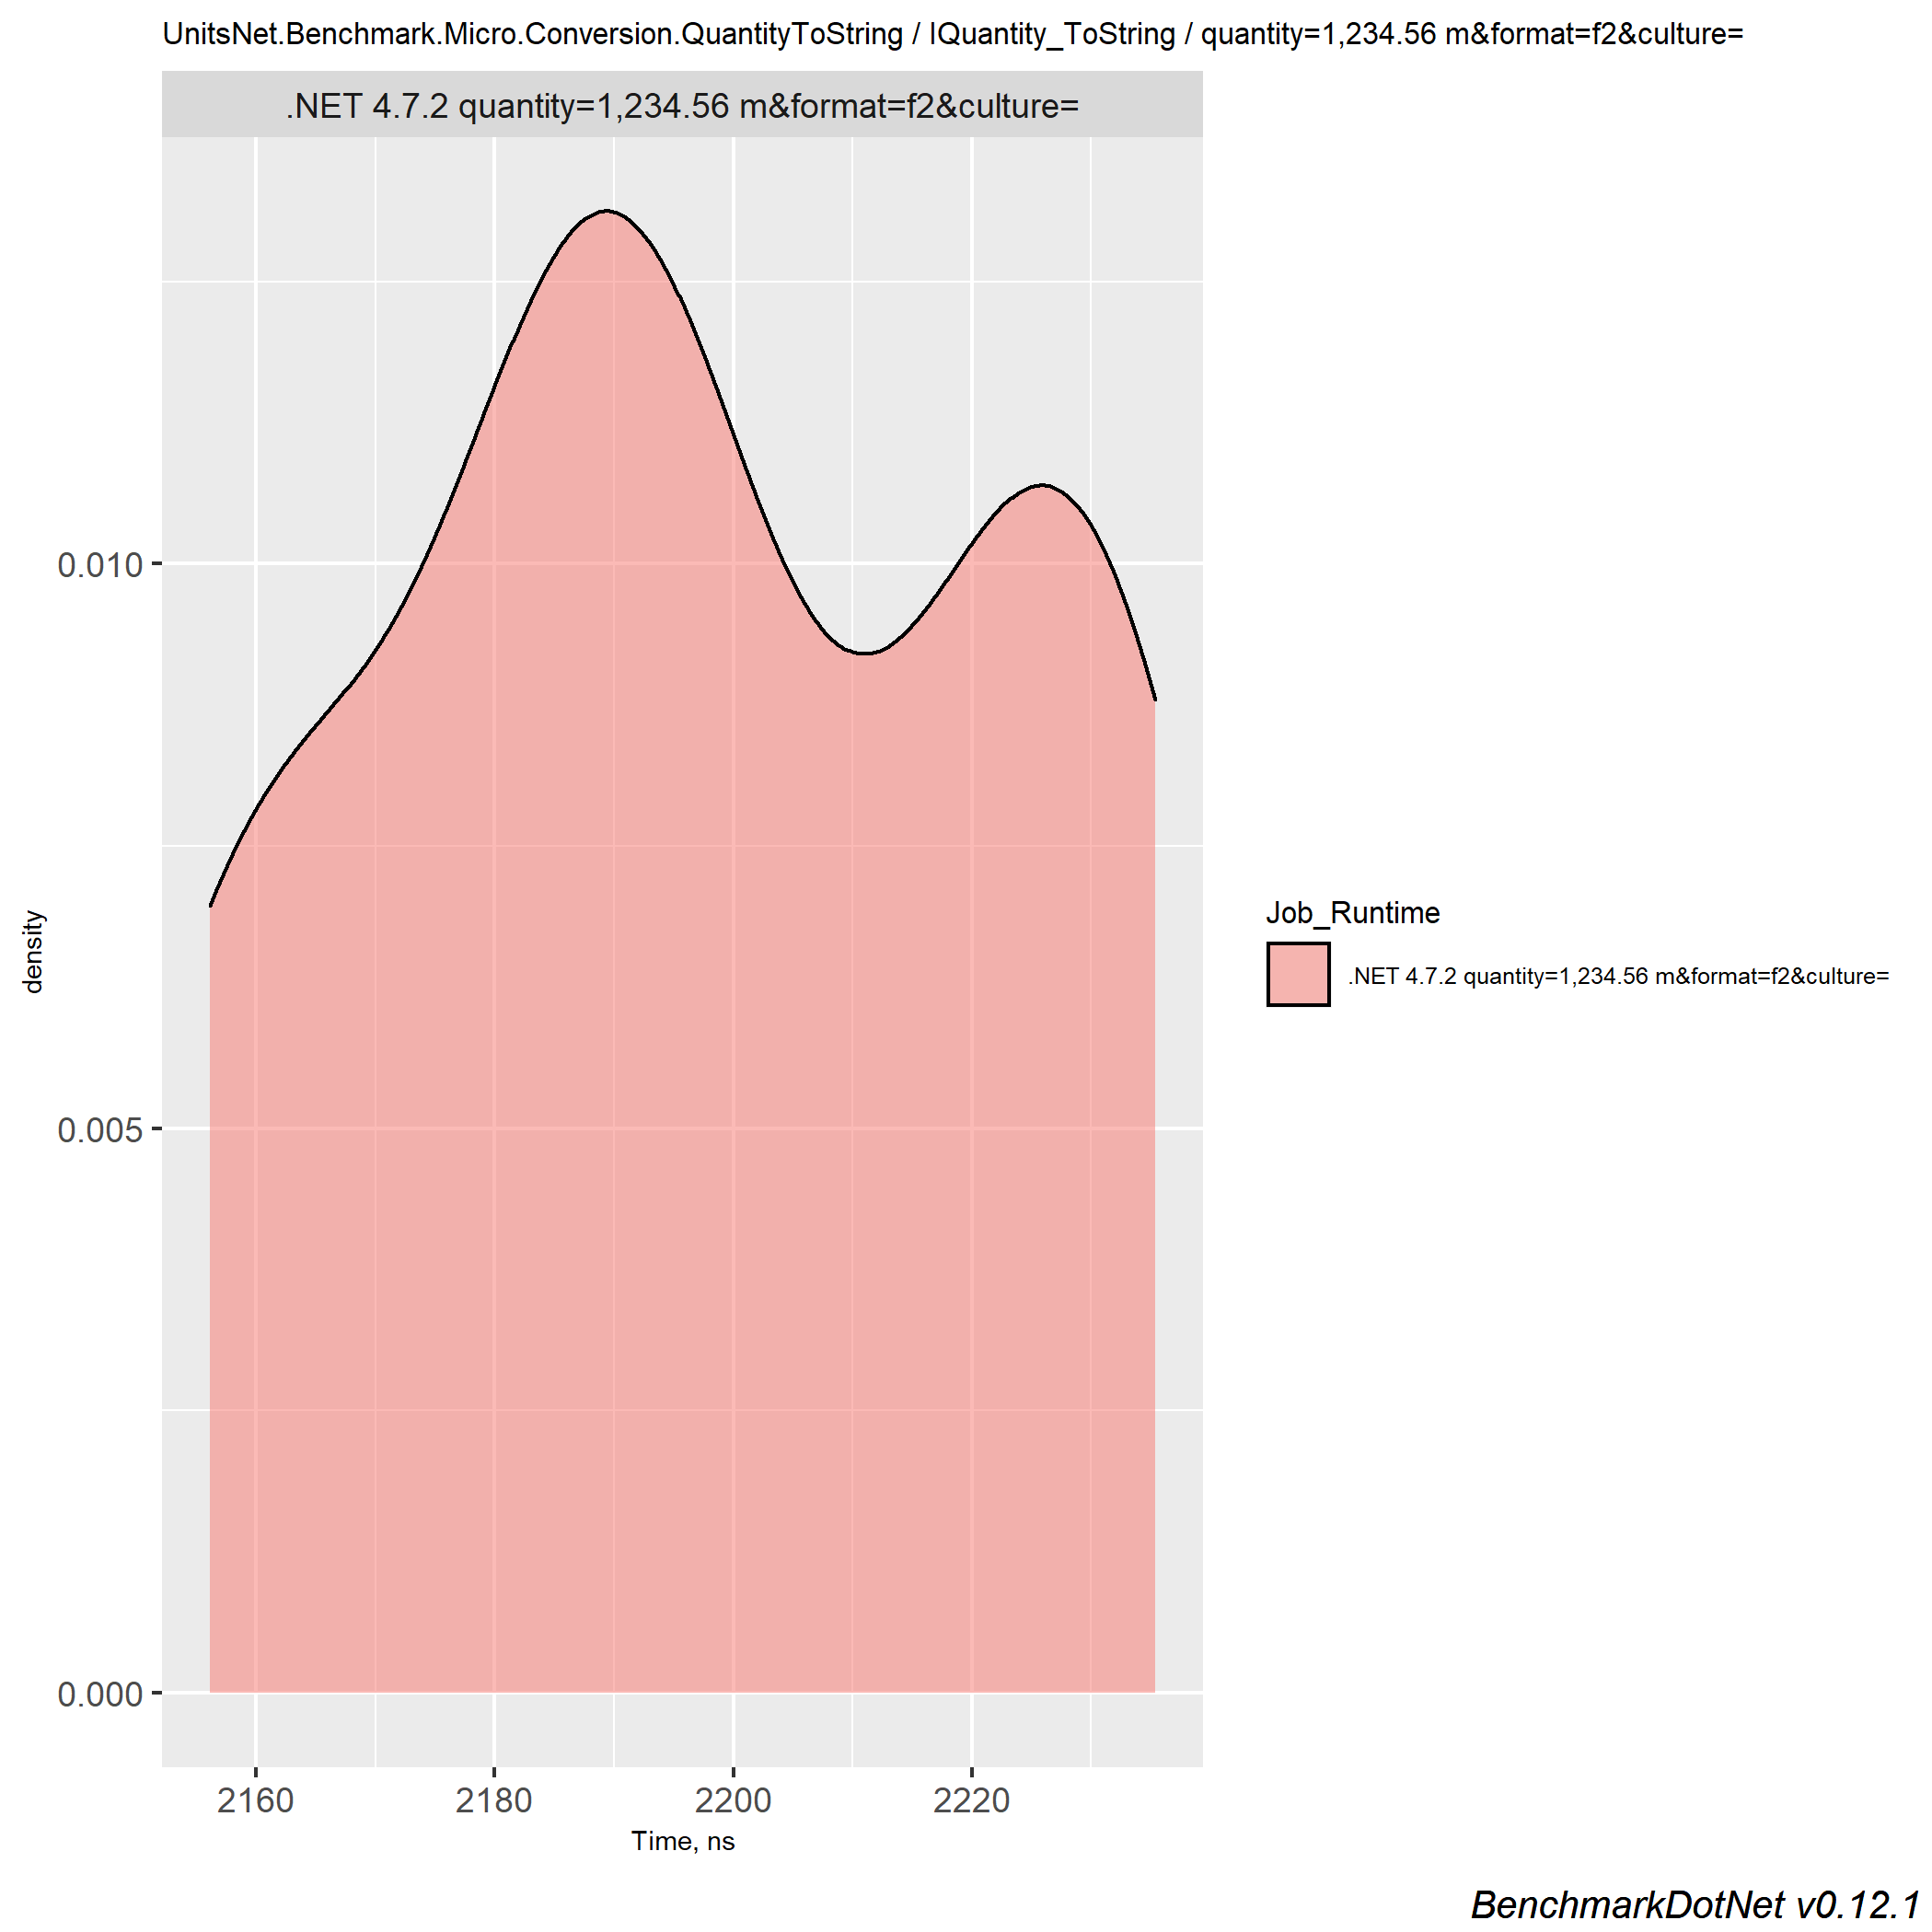 UnitsNet.Benchmark.Micro.Conversion.QuantityToString / IQuantity_ToString / quantity=1,234.56 m&format=f2&culture=
.NET 4.7.2 quantity=1,234.56 m&format=f2&culture=
0.010
0.005
0.000
density
2160 2180 2200 2220
Time, ns
Job_Runtime
.NET 4.7.2 quantity=1,234.56 m&format=f2&culture=
BenchmarkDotNet v0.12.1